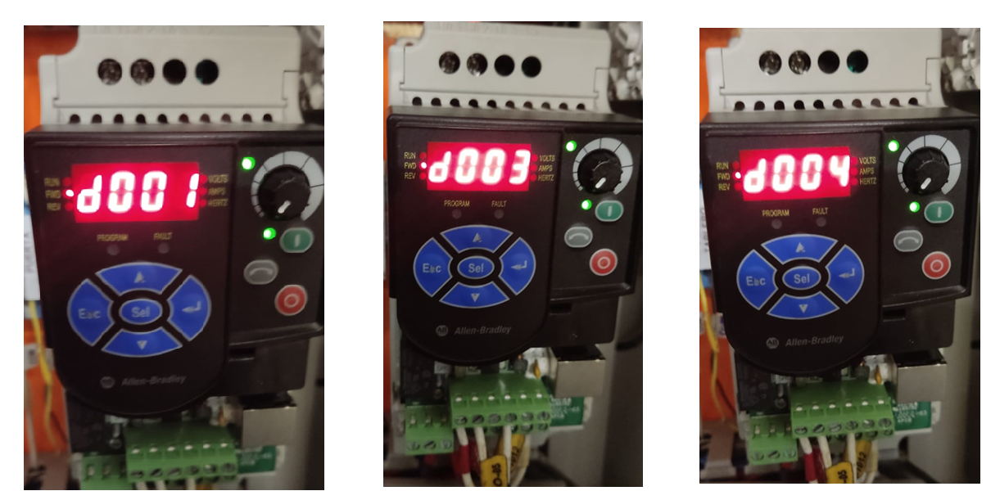 d001
RUN
FWD
REV
VOLTS
AMPS
HERTZ
PROGRAM FAULT
Esc
Sel
Allen-Bradley
d003
RUN
FWD
REV
VOLTS
AMPS
HERTZ
PROGRAM FAULT
Esc
Sel
AB Allen-Bradley
d004
RUN
FWD
REV
VOLTS
AMPS
HERTZ
PROGRAM FAULT
Esc
Sel
AB Allen-Bradley